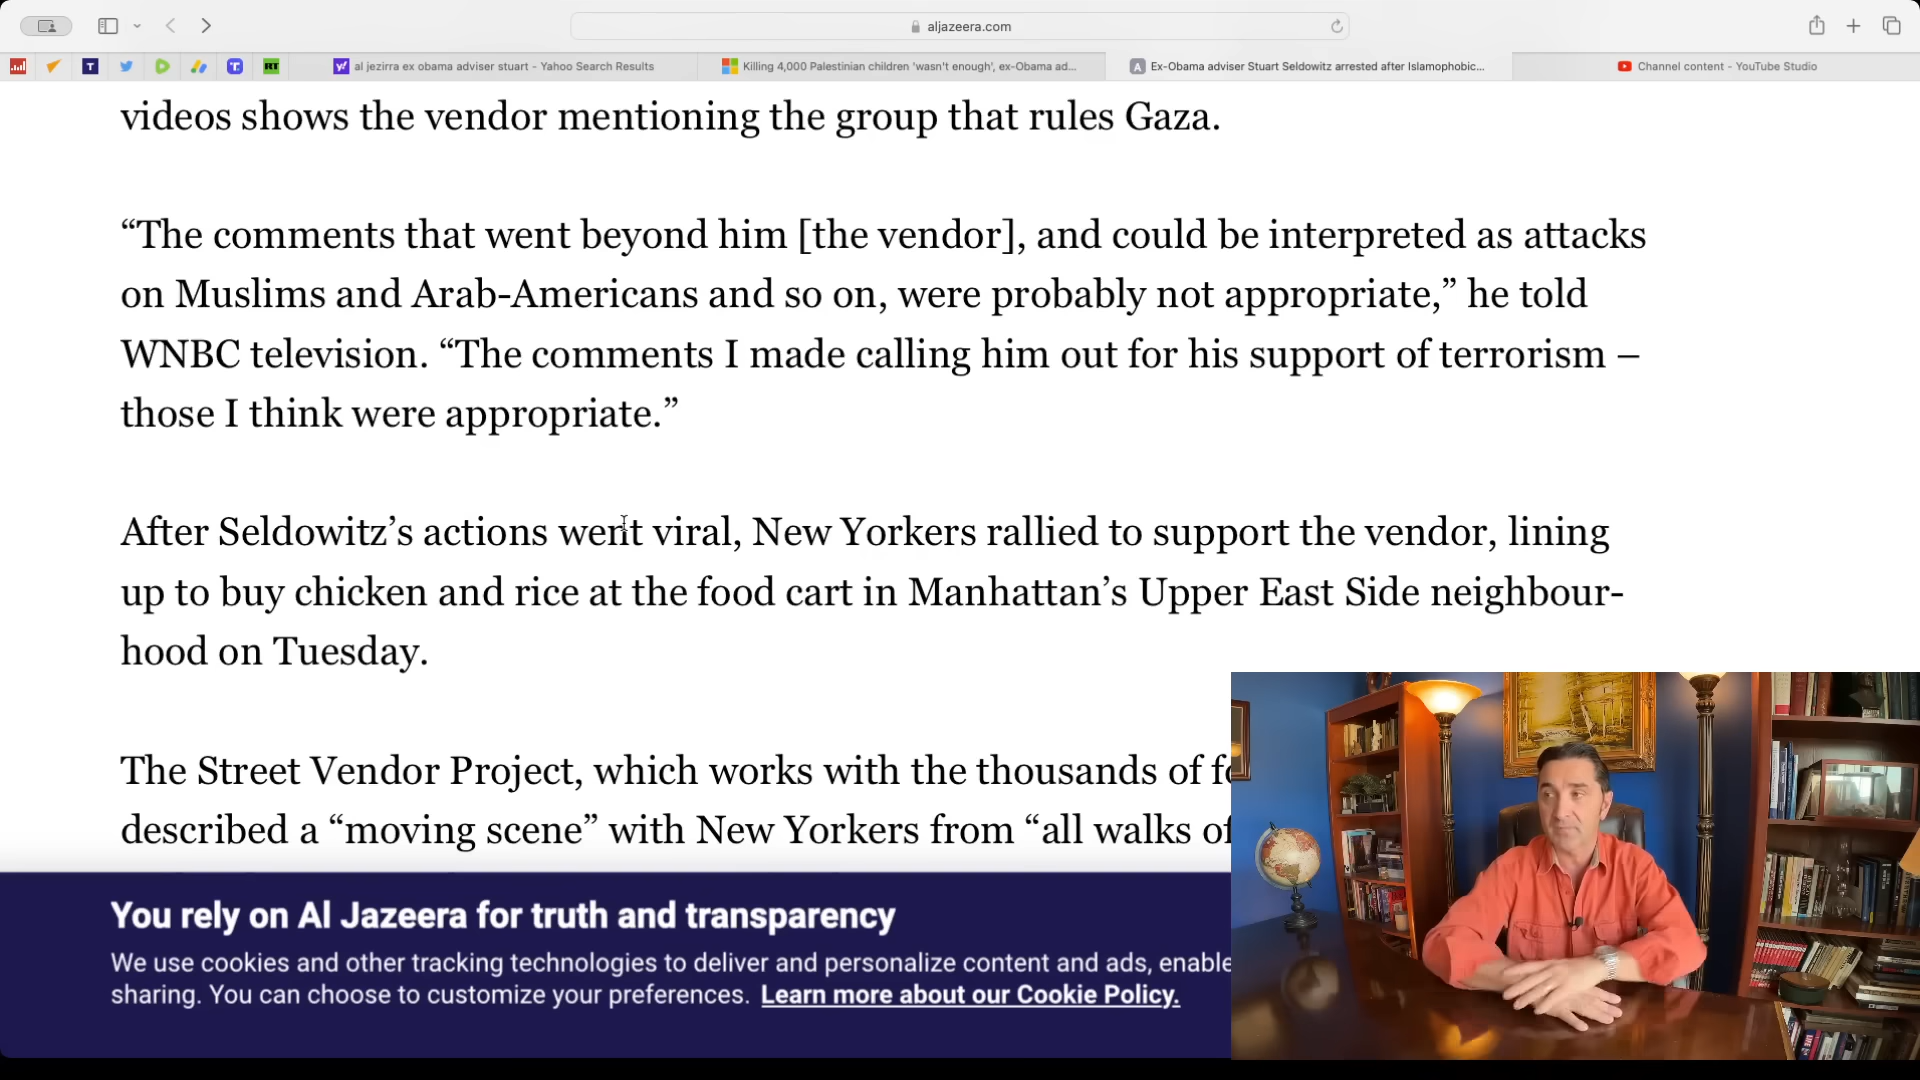 aljazeera.com
T
RT
al jezirra ex obama adviser stuart - Yahoo Search Results
Killing 4,000 Palestinian children 'wasn't enough', ex-Obama ad...
A
Ex-Obama adviser Stuart Seldowitz arrested after Islamophobic...
Channel content - YouTube Studio
videos shows the vendor mentioning the group that rules Gaza.
“The comments that went beyond him [the vendor], and could be interpreted as attacks
on Muslims and Arab-Americans and so on, were probably not appropriate,” he told
WNBC television. “The comments I made calling him out for his support of terrorism –
those I think were appropriate.”
After Seldowitz’s actions went viral, New Yorkers rallied to support the vendor, lining
up to buy chicken and rice at the food cart in Manhattan’s Upper East Side neighbour-
hood on Tuesday.
The Street Vendor Project, which works with the thousands of
described a “moving scene” with New Yorkers from “all walks of
You rely on Al Jazeera for truth and transparency
We use cookies and other tracking technologies to deliver and personalize content and ads, enable
sharing. You can choose to customize your preferences. Learn more about our Cookie Policy.